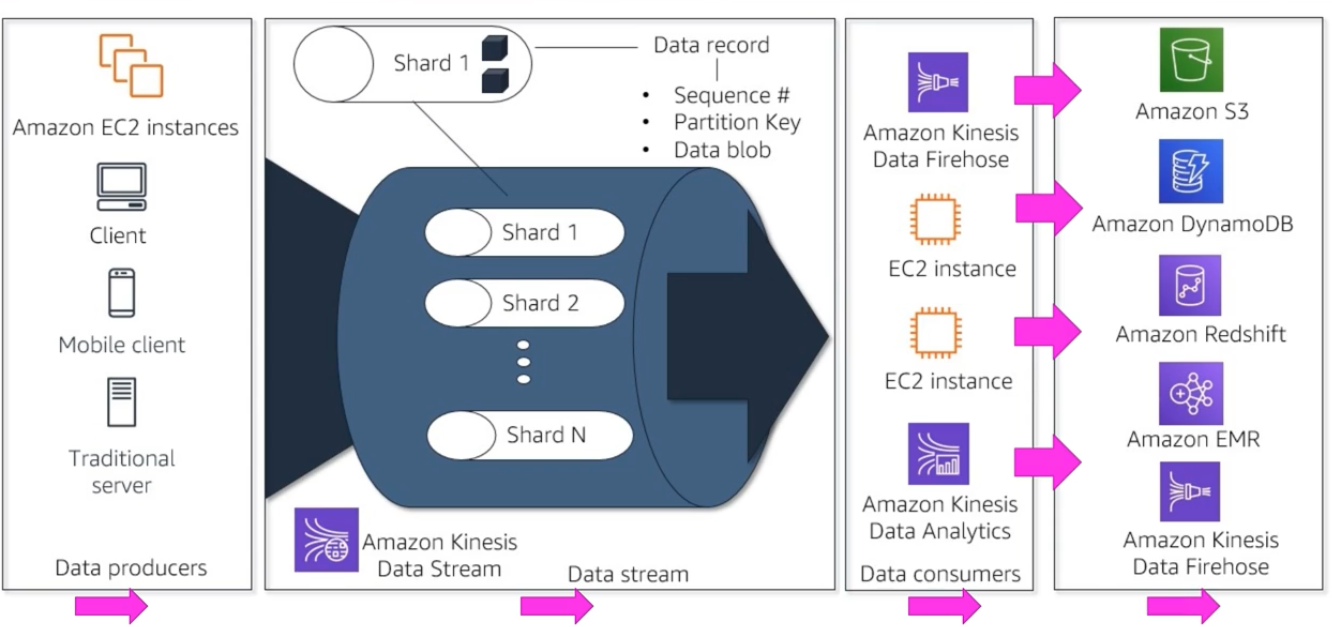 Amazon EC2 instances
Client
Mobile client
Traditional
server
Data producers
Shard 1
Data record
• Sequence #
• Partition Key
• Data blob
Shard 1
Shard 2
Shard N
Amazon Kinesis
Data Stream
Data stream
Amazon Kinesis
Data Firehose
EC2 instance
EC2 instance
Amazon Kinesis
Data Analytics
Data consumers
Amazon S3
Amazon DynamoDB
Amazon Redshift
Amazon EMR
Amazon Kinesis
Data Firehose